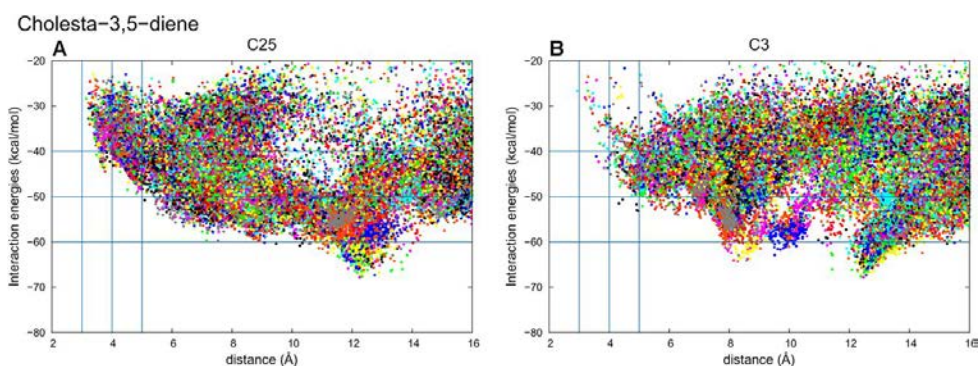 Cholesta−3,5−diene
A C25
Interaction energies (kcal/mol)
−20
−30
−40
−50
−60
−70
−80
2 4 6 8 10 12 14 16
distance (Å)
B C3
Interaction energies (kcal/mol)
−20
−30
−40
−50
−60
−70
−80
2 4 6 8 10 12 14 16
distance (Å)